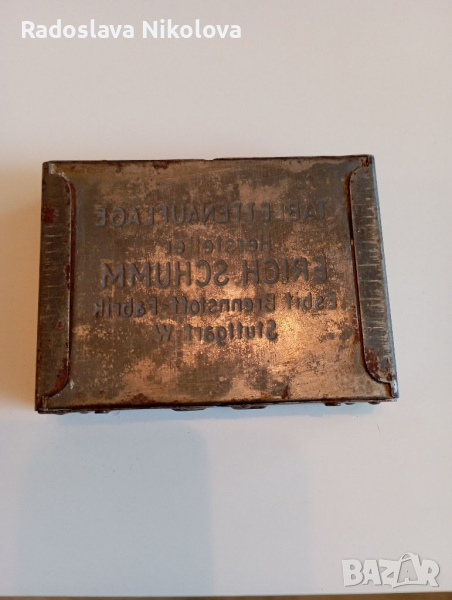 Radoslava Nikolova
TABLETTENAUFLAGE
Hersteller
ERICH SCHUMM
Esbit-Brennstoff-Fabrik
Stuttgart-W.
BAZAR